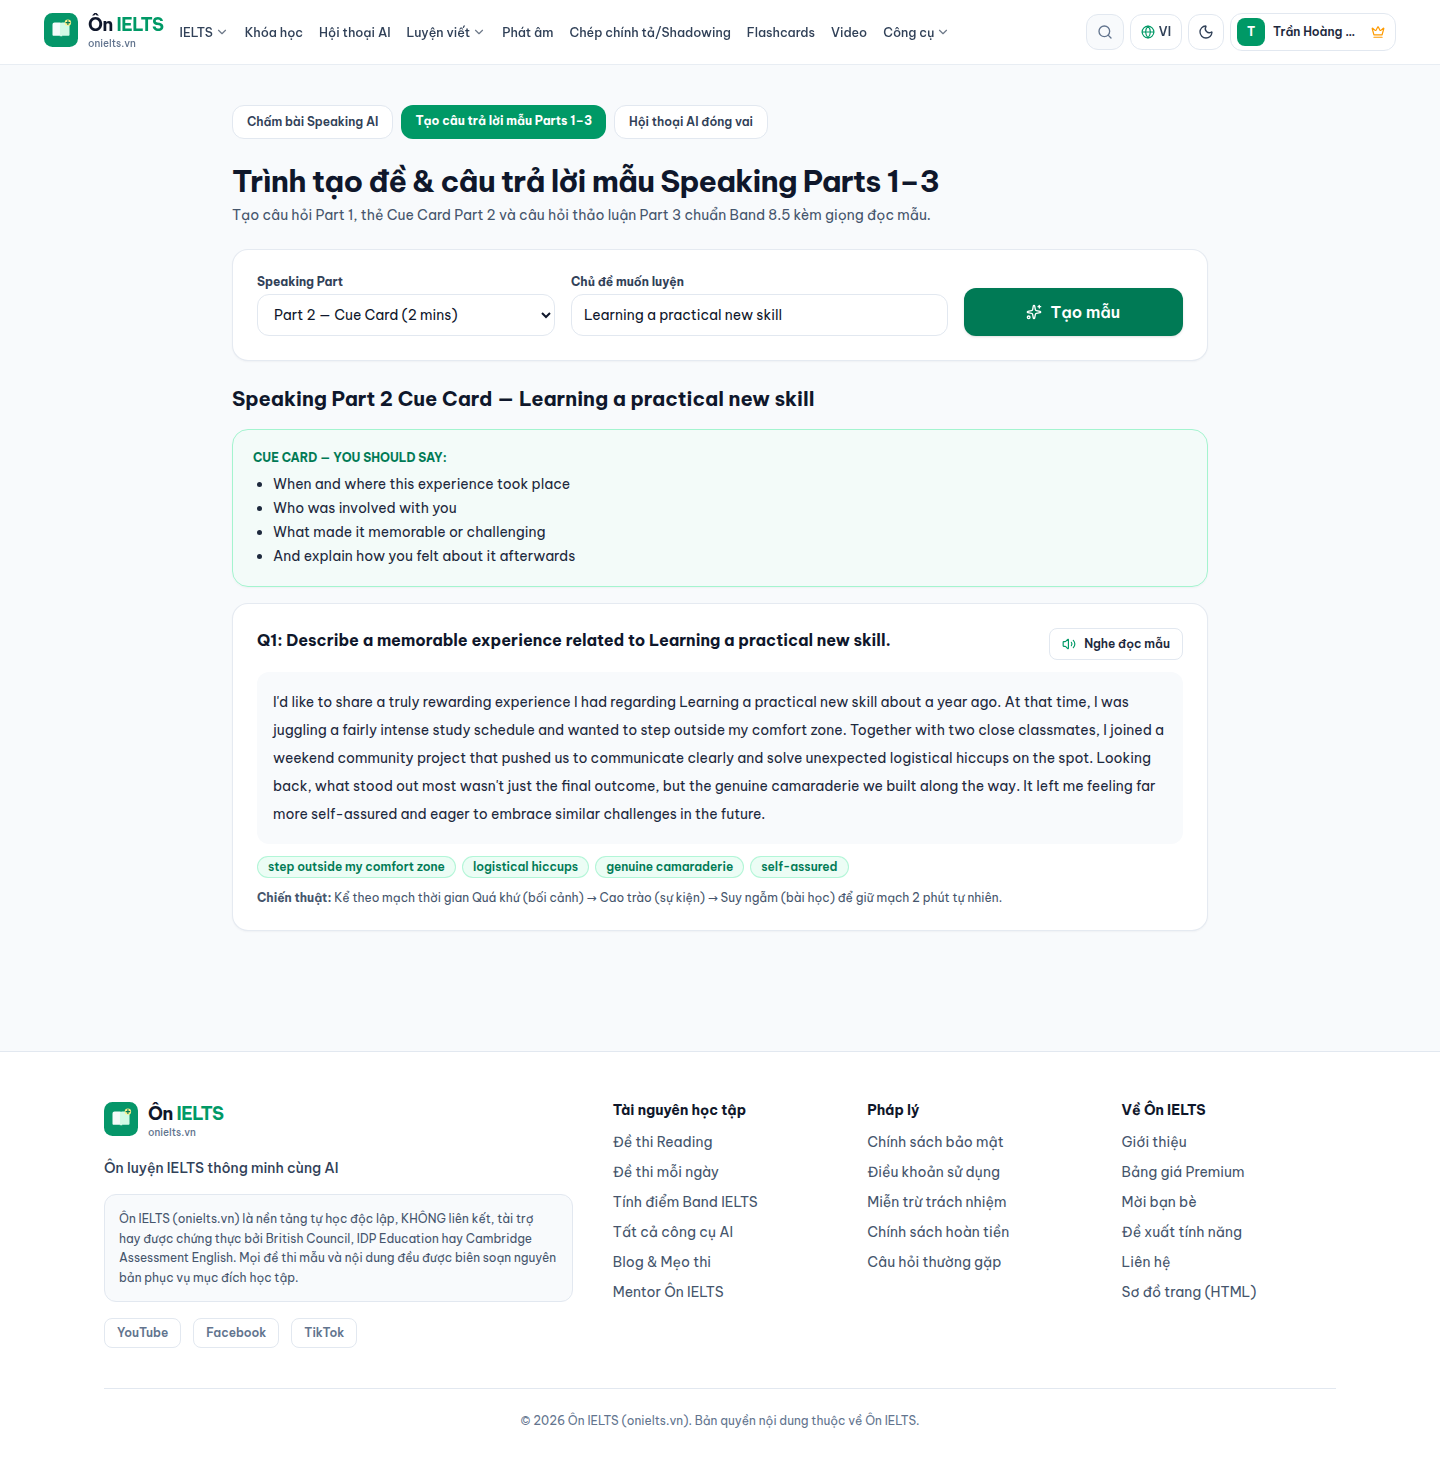 Ôn IELTS
onielts.vn
IELTS
Khóa học
Hội thoại AI
Luyện viết
Phát âm
Chép chính tả/Shadowing
Flashcards
Video
Công cụ
VI
T
Trần Hoàng ...
Chấm bài Speaking AI
Tạo câu trả lời mẫu Parts 1–3
Hội thoại AI đóng vai
Trình tạo đề & câu trả lời mẫu Speaking Parts 1–3
Tạo câu hỏi Part 1, thẻ Cue Card Part 2 và câu hỏi thảo luận Part 3 chuẩn Band 8.5 kèm giọng đọc mẫu.
Speaking Part
Part 2 — Cue Card (2 mins)
Chủ đề muốn luyện
Learning a practical new skill
Tạo mẫu
Speaking Part 2 Cue Card — Learning a practical new skill
CUE CARD — YOU SHOULD SAY:
• When and where this experience took place
• Who was involved with you
• What made it memorable or challenging
• And explain how you felt about it afterwards
Q1: Describe a memorable experience related to Learning a practical new skill.
Nghe đọc mẫu
I'd like to share a truly rewarding experience I had regarding Learning a practical new skill about a year ago. At that time, I was
juggling a fairly intense study schedule and wanted to step outside my comfort zone. Together with two close classmates, I joined a
weekend community project that pushed us to communicate clearly and solve unexpected logistical hiccups on the spot. Looking
back, what stood out most wasn't just the final outcome, but the genuine camaraderie we built along the way. It left me feeling far
more self-assured and eager to embrace similar challenges in the future.
step outside my comfort zone
logistical hiccups
genuine camaraderie
self-assured
Chiến thuật: Kể theo mạch thời gian Quá khứ (bối cảnh) → Cao trào (sự kiện) → Suy ngẫm (bài học) để giữ mạch 2 phút tự nhiên.
Ôn IELTS
onielts.vn
Ôn luyện IELTS thông minh cùng AI
Ôn IELTS (onielts.vn) là nền tảng tự học độc lập, KHÔNG liên kết, tài trợ
hay được chứng thực bởi British Council, IDP Education hay Cambridge
Assessment English. Mọi đề thi mẫu và nội dung đều được biên soạn nguyên
bản phục vụ mục đích học tập.
YouTube
Facebook
TikTok
Tài nguyên học tập
Đề thi Reading
Đề thi mỗi ngày
Tính điểm Band IELTS
Tất cả công cụ AI
Blog & Mẹo thi
Mentor Ôn IELTS
Pháp lý
Chính sách bảo mật
Điều khoản sử dụng
Miễn trừ trách nhiệm
Chính sách hoàn tiền
Câu hỏi thường gặp
Về Ôn IELTS
Giới thiệu
Bảng giá Premium
Mời bạn bè
Đề xuất tính năng
Liên hệ
Sơ đồ trang (HTML)
© 2026 Ôn IELTS (onielts.vn). Bản quyền nội dung thuộc về Ôn IELTS.